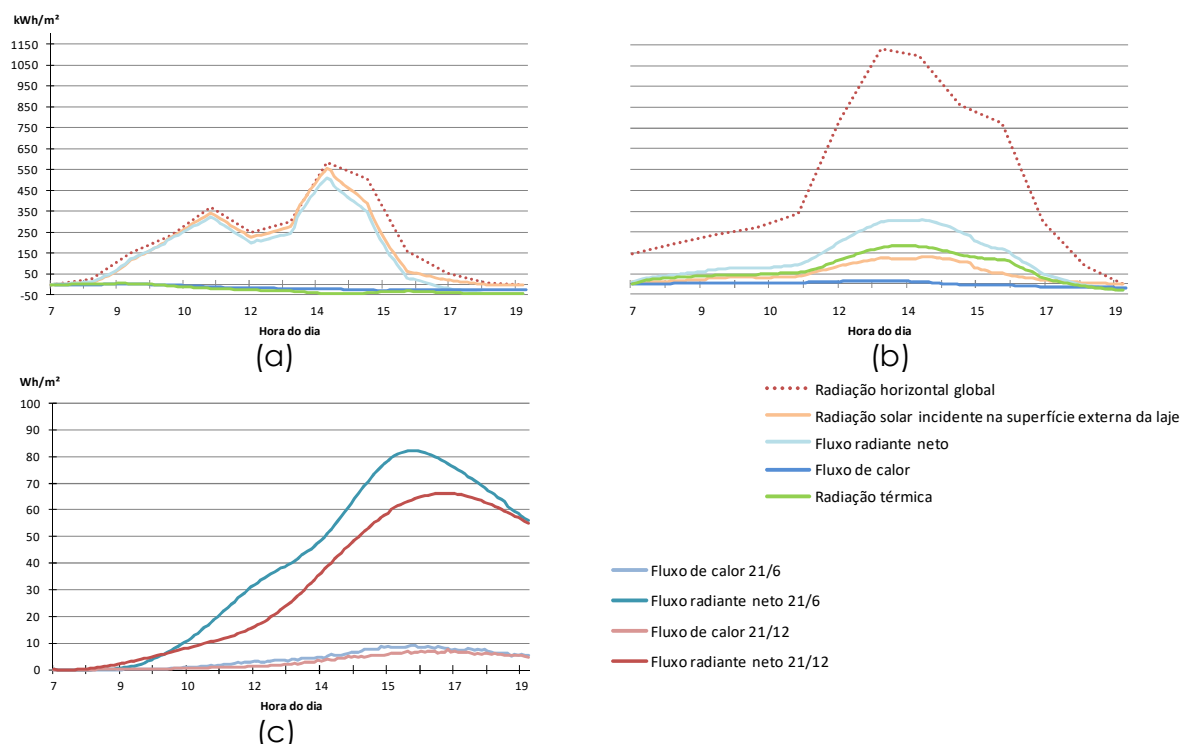 kWh/m²
1150
1050
950
850
750
650
550
450
350
250
150
50
-50
7 9 10 12 13 14 15 17 19
Hora do dia
(a)
7 9 10 12 13 14 15 17 19
Hora do dia
(b)
Wh/m²
100
90
80
70
60
50
40
30
20
10
0
7 9 10 12 14 15 17 19
Hora do dia
(c)
Radiação horizontal global
Radiação solar incidente na superfície externa da laje
Fluxo radiante neto
Fluxo de calor
Radiação térmica
Fluxo de calor 21/6
Fluxo radiante neto 21/6
Fluxo de calor 21/12
Fluxo radiante neto 21/12